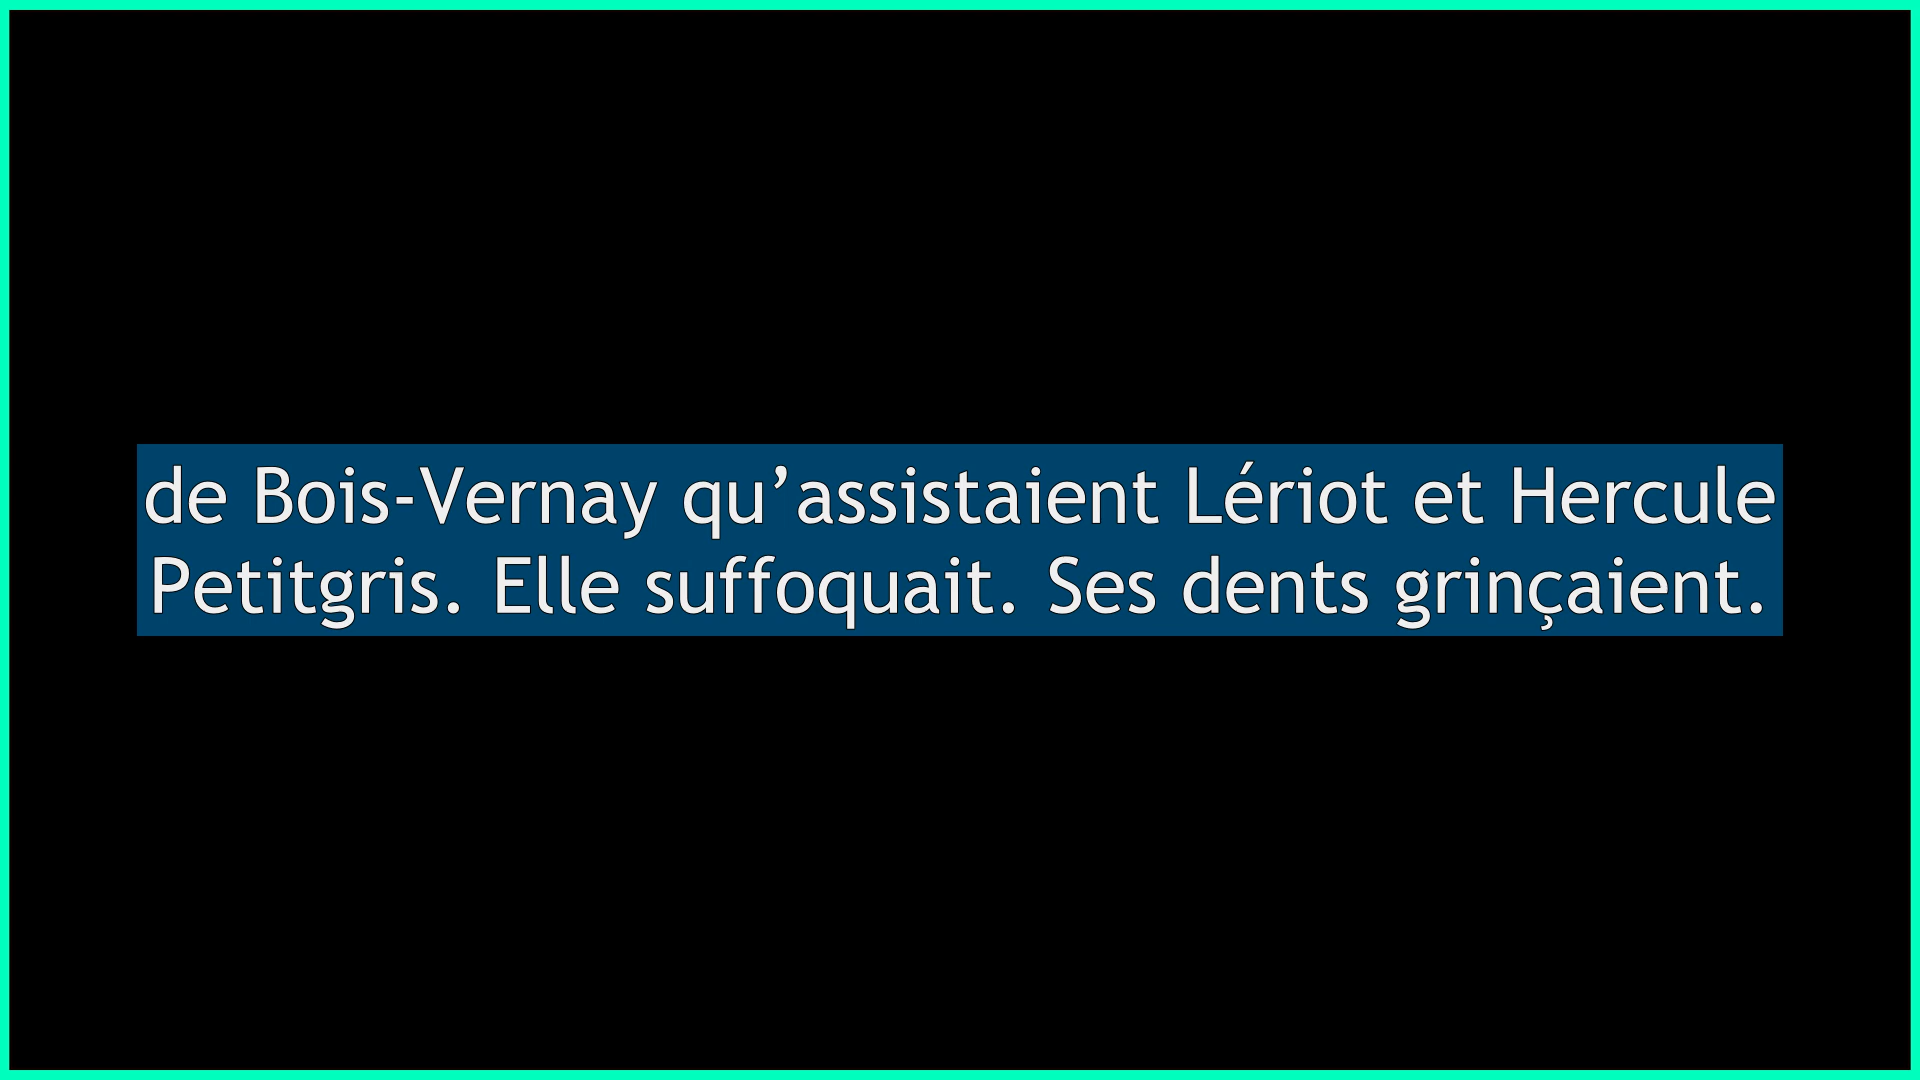 de Bois-Vernay qu’assistaient Lériot et Hercule
Petitgris. Elle suffoquait. Ses dents grinçaient.